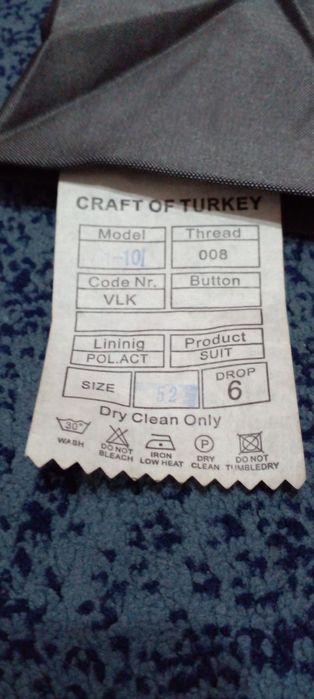 CRAFT OF TURKEY
Model Thread
-101 008
Code Nr. Button
VLK
Lininig Product
POL.ACT SUIT
SIZE 52 DROP 6
Dry Clean Only
30°
P
WASH DO NOT BLEACH IRON LOW HEAT DRY CLEAN DO NOT TUMBLEDRY